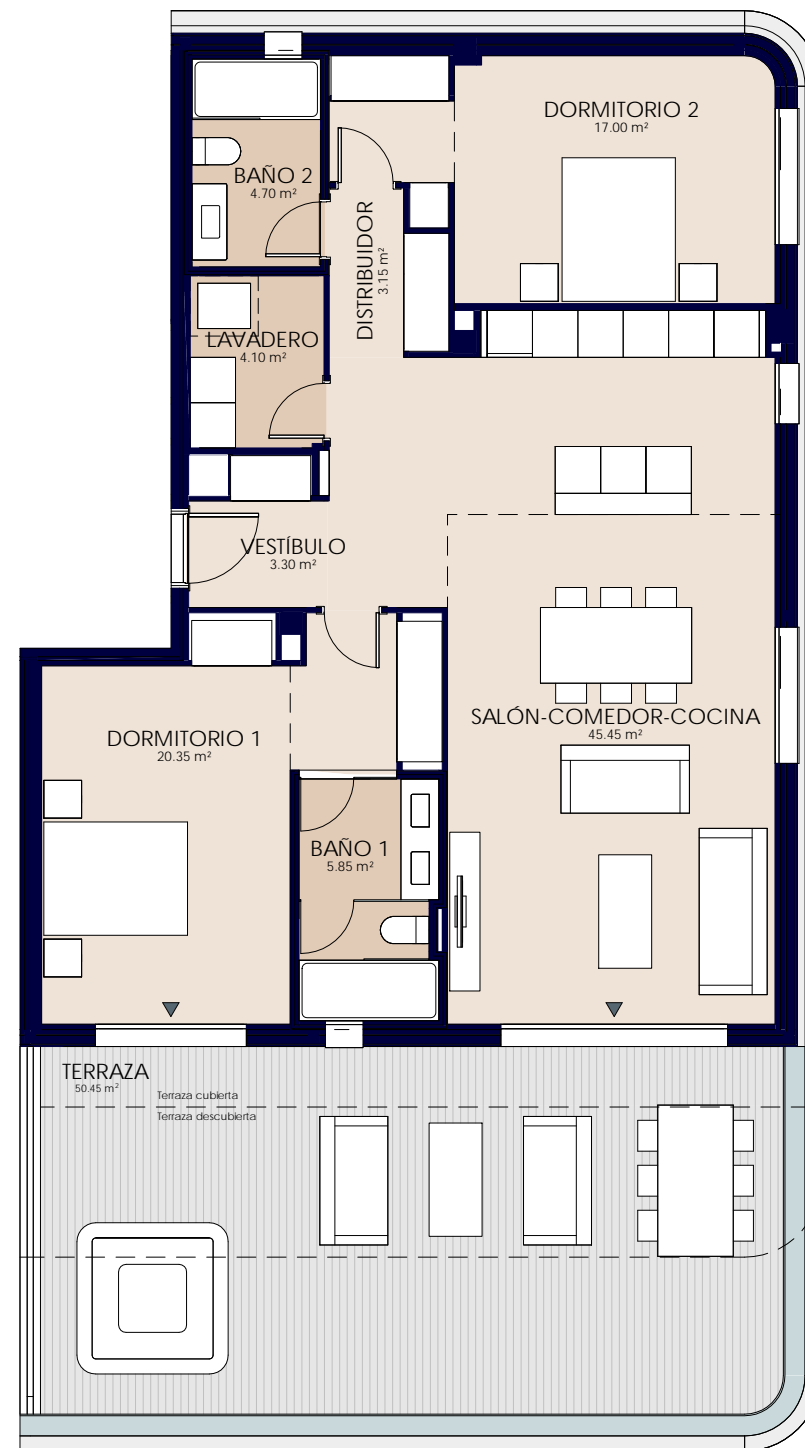 DORMITORIO 2
17.00 m²
BAÑO 2
4.70 m²
DISTRIBUIDOR
3.15 m²
LAVADERO
4.10 m²
VESTÍBULO
3.30 m²
SALÓN-COMEDOR-COCINA
45.45 m²
DORMITORIO 1
20.35 m²
BAÑO 1
5.85 m²
TERRAZA
50.45 m²
Terraza cubierta
Terraza descubierta